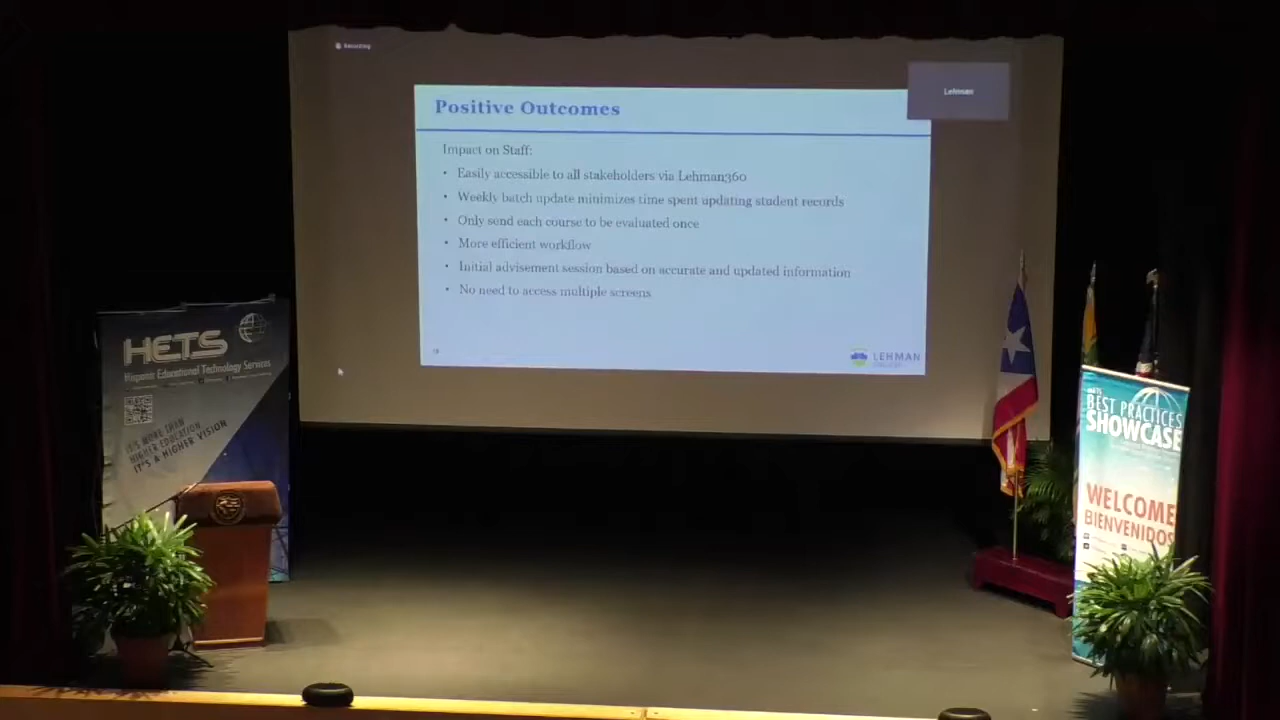 Recording
Lehman
Positive Outcomes
Impact on Staff:
• Easily accessible to all stakeholders via Lehman360
• Weekly batch update minimizes time spent updating student records
• Only send each course to be evaluated once
• More efficient workflow
• Initial advisement session based on accurate and updated information
• No need to access multiple screens
LEHMAN
COLLEGE
HETS
Hispanic Educational Technology Services
IT'S MORE THAN
HIGHER EDUCATION,
IT'S A HIGHER VISION
HETS
BEST PRACTICES
SHOWCASE
WELCOME
BIENVENIDOS